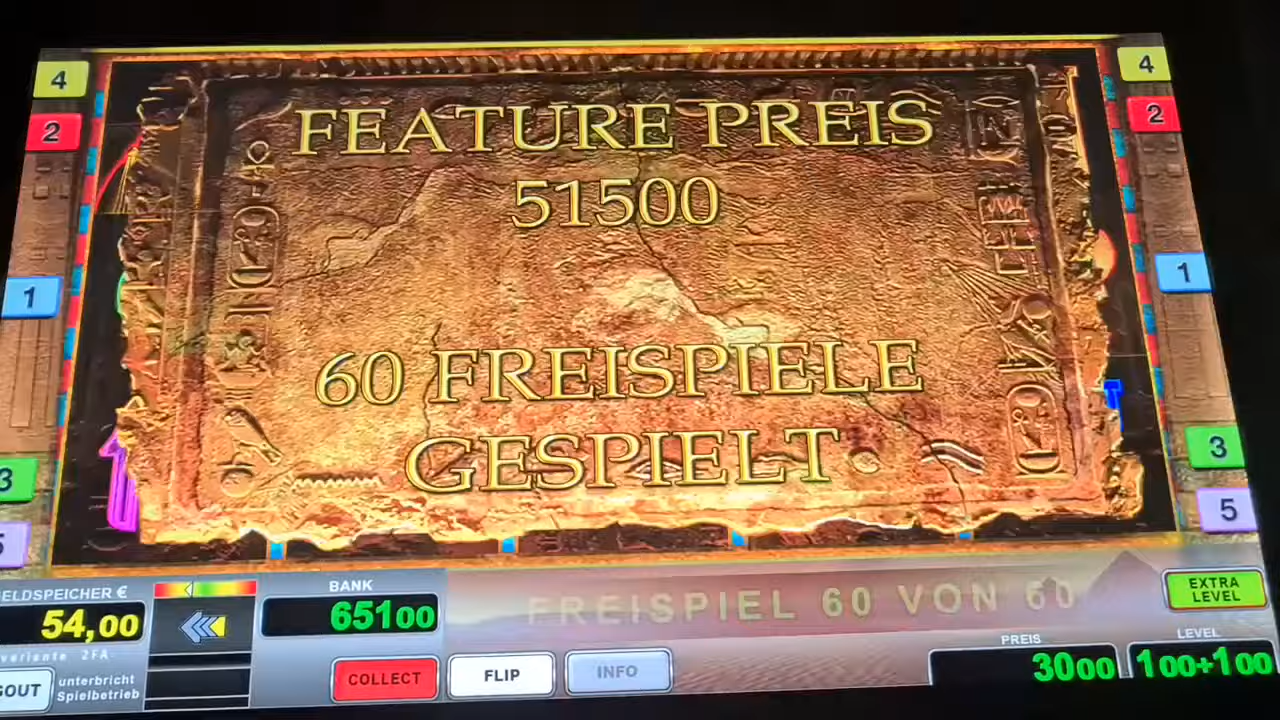 FEATURE PREIS
51500
60 FREISPIELE
GESPIELT
4
2
1
3
5
4
2
1
3
5
ELDSPEICHER €
54,00
variente 2FA
GOUT
unterbricht
Spielbetrieb
BANK
65100
COLLECT
FLIP
INFO
FREISPIEL 60 VON 60
EXTRA
LEVEL
PREIS
3000
LEVEL
100+100